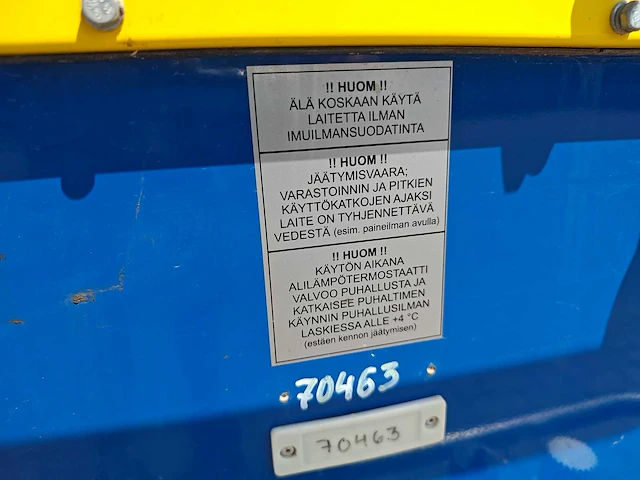 !! HUOM !!
ÄLÄ KOSKAAN KÄYTÄ
LAITETTA ILMAN
IMUILMANSUODATINTA
!! HUOM !!
JÄÄTYMISVAARA;
VARASTOINNIN JA PITKIEN
KÄYTTÖKATKOJEN AJAKSI
LAITE ON TYHJENNETTÄVÄ
VEDESTÄ (esim. paineilman avulla)
!! HUOM !!
KÄYTÖN AIKANA
ALILÄMPÖTERMOSTAATTI
VALVOO PUHALLUSTA JA
KATKAISEE PUHALTIMEN
KÄYNNIN PUHALLUSILMAN
LASKIESSA ALLE +4 °C
(estäen kennon jäätymisen)
70463
70463